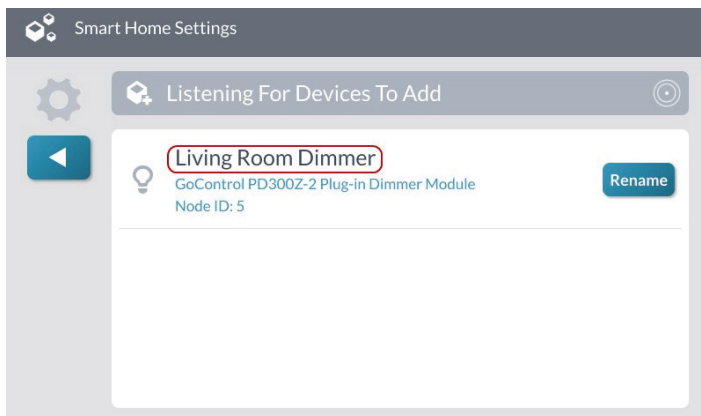 Smart Home Settings
Listening For Devices To Add
Living Room Dimmer
GoControl PD300Z-2 Plug-in Dimmer Module
Rename
Node ID: 5